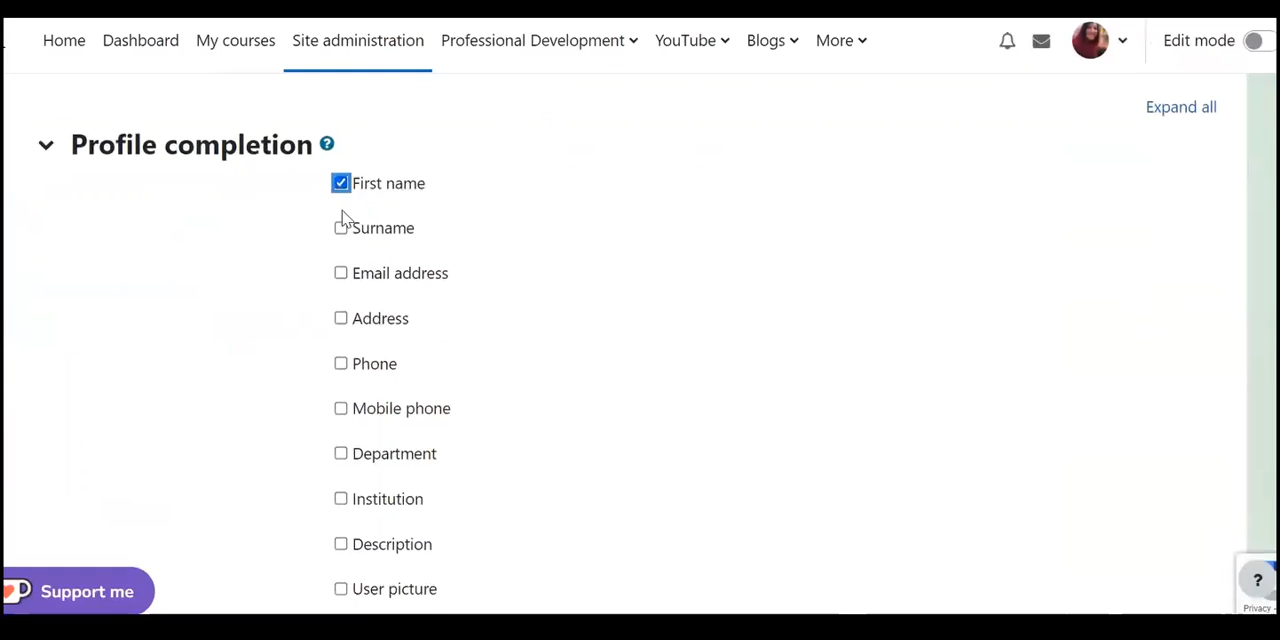 Home Dashboard My courses Site administration Professional Development YouTube Blogs More Edit mode
Expand all
Profile completion ?
First name
Surname
Email address
Address
Phone
Mobile phone
Department
Institution
Description
User picture
Support me
?
Privacy -